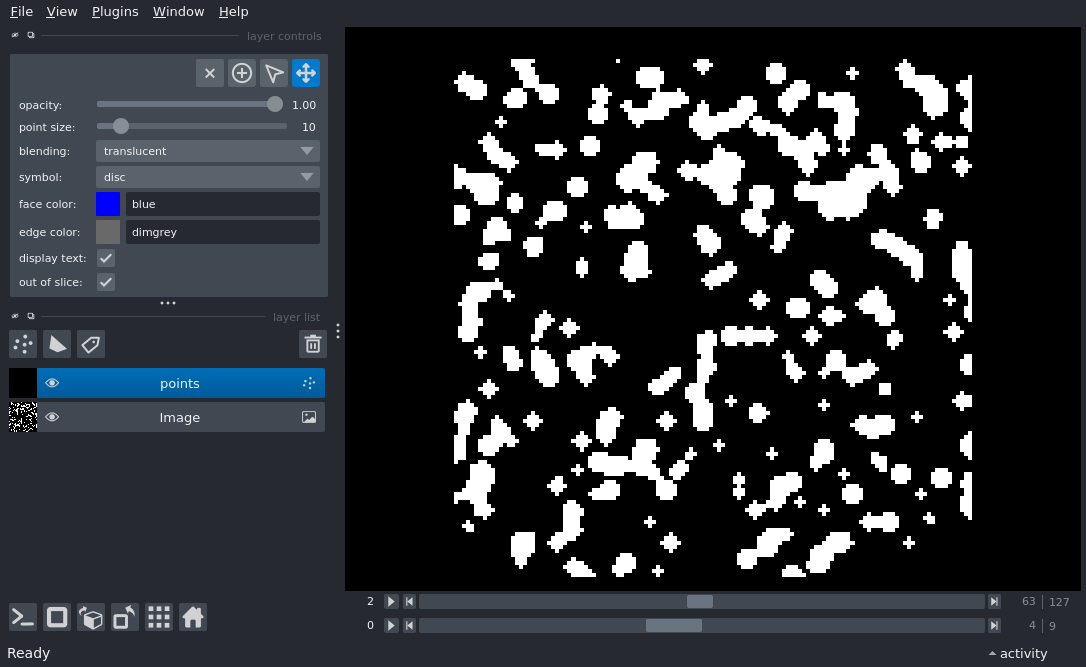 File View Plugins Window Help
layer controls
opacity: 1.00
point size: 10
blending: translucent
symbol: disc
face color: blue
edge color: dimgrey
display text:
out of slice:
layer list
points
Image
2 63 127
0 4 9
Ready activity